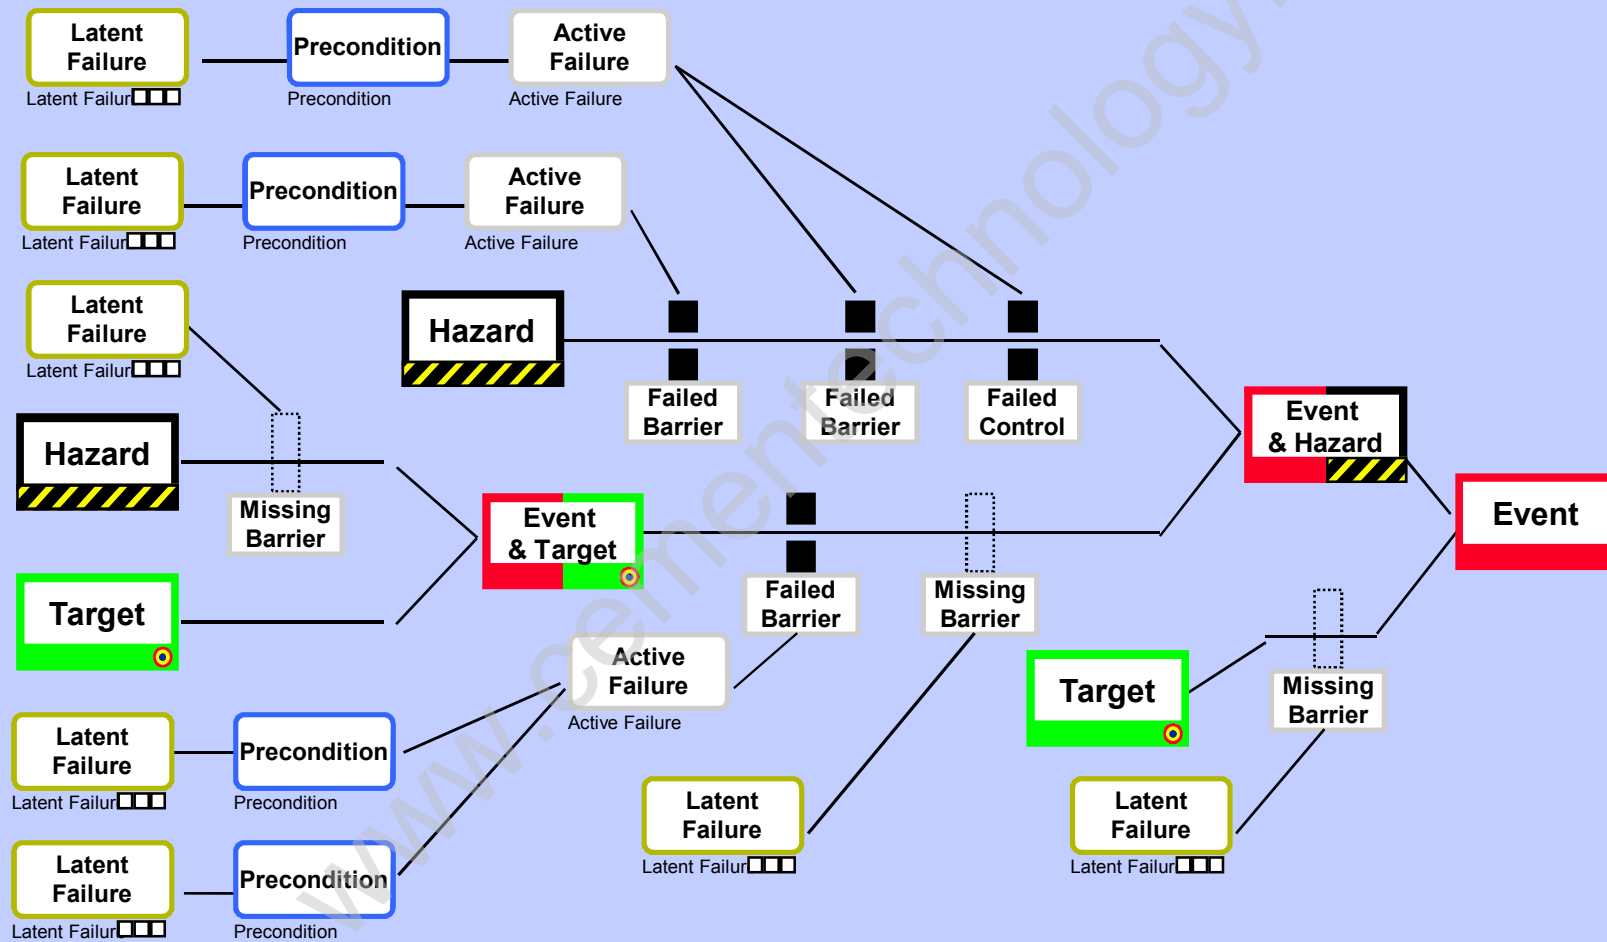 Latent
Failure
Latent Failur
Precondition
Precondition
Active
Failure
Active Failure
Latent
Failure
Latent Failur
Precondition
Precondition
Active
Failure
Active Failure
Latent
Failure
Latent Failur
Hazard
Failed
Barrier
Failed
Barrier
Failed
Control
Event
& Hazard
Hazard
Missing
Barrier
Event
& Target
Event
Target
Failed
Barrier
Missing
Barrier
Active
Failure
Active Failure
Target
Missing
Barrier
Latent
Failure
Latent Failur
Precondition
Precondition
Latent
Failure
Latent Failur
Latent
Failure
Latent Failur
Latent
Failure
Latent Failur
Precondition
Precondition
www.cementechnology.